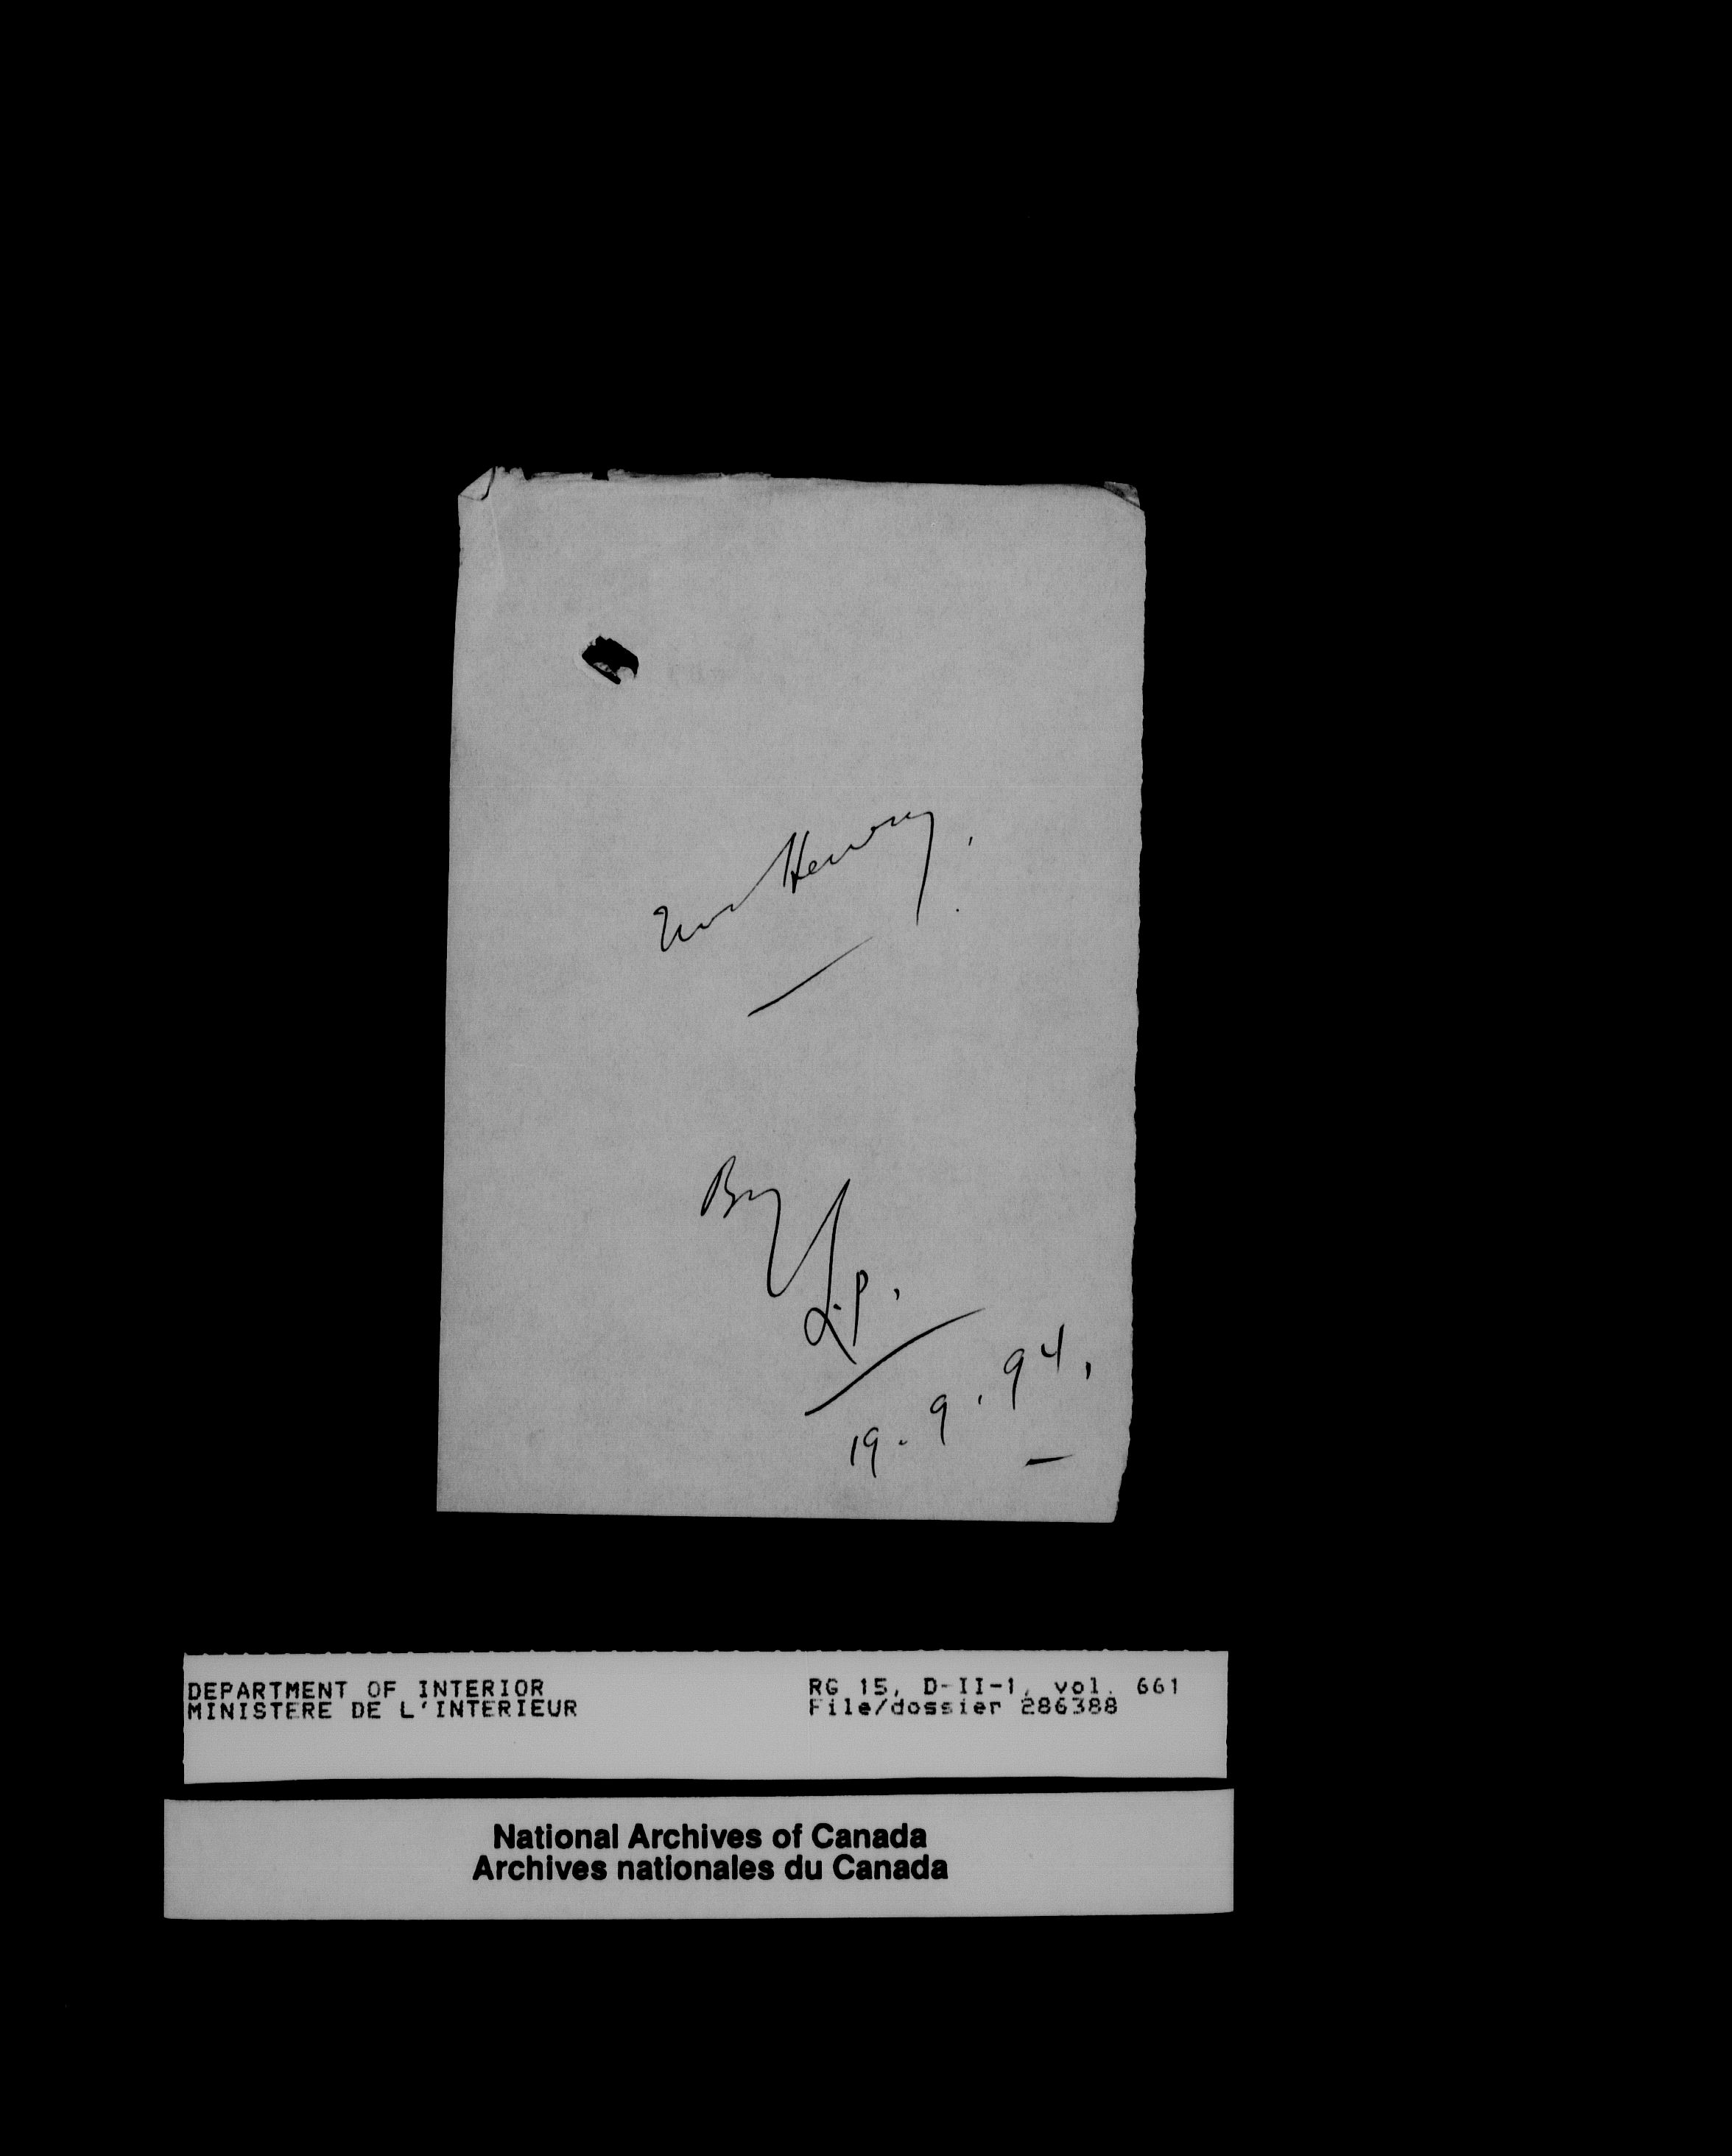 Mr Henry.
By
L.P.
19.9.94.
DEPARTMENT OF INTERIOR
MINISTERE DE L'INTERIEUR
RG 15, D-II-1, vol. 661
File/dossier 286388
National Archives of Canada
Archives nationales du Canada